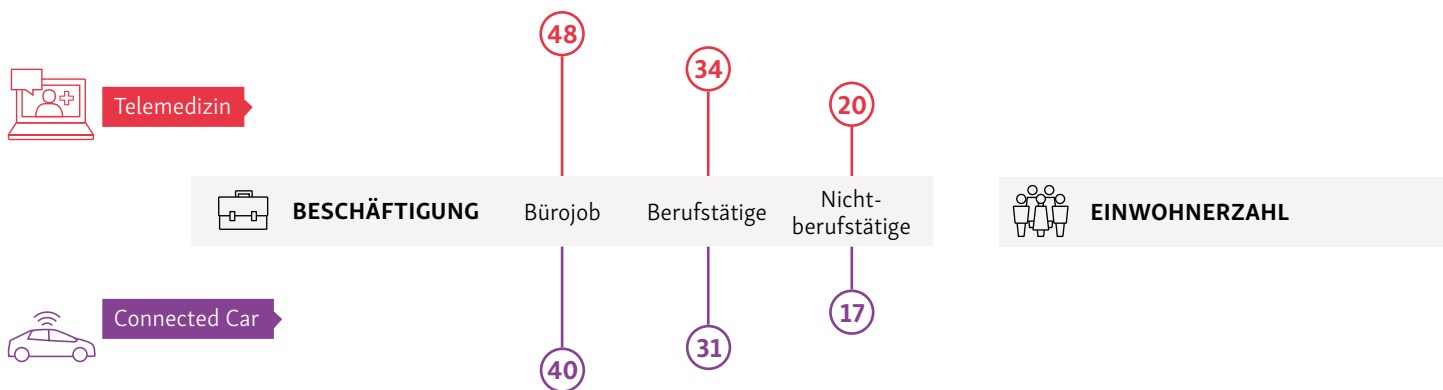 48
34
20
Telemedizin
BESCHÄFTIGUNG
Bürojob
Berufstätige
Nicht-
berufstätige
EINWOHNERZAHL
Connected Car
17
31
40